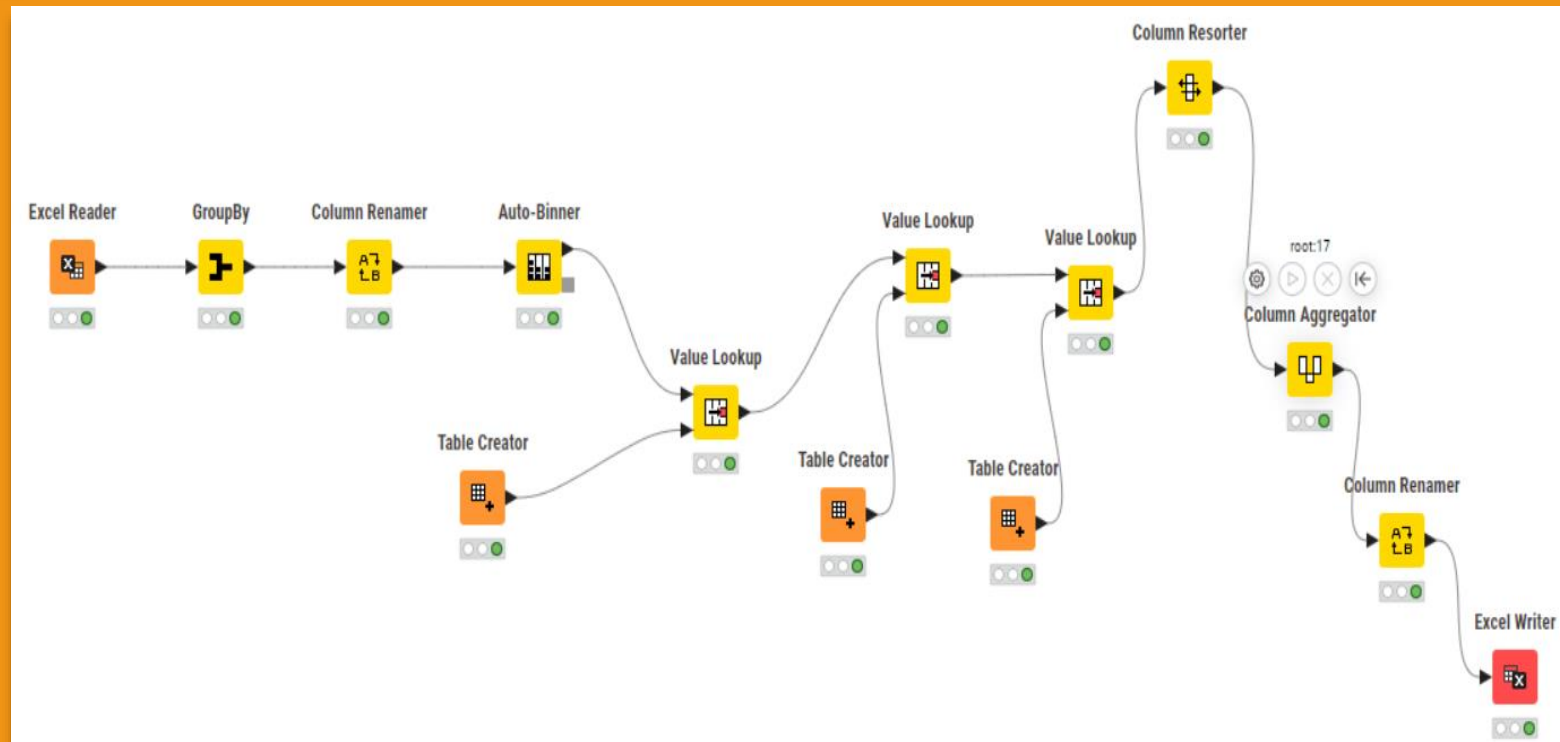 Column Resorter
Excel Reader
GroupBy
Column Renamer
Auto-Binner
Value Lookup
Value Lookup
root:17
Column Aggregator
Value Lookup
Table Creator
Table Creator
Table Creator
Column Renamer
Excel Writer